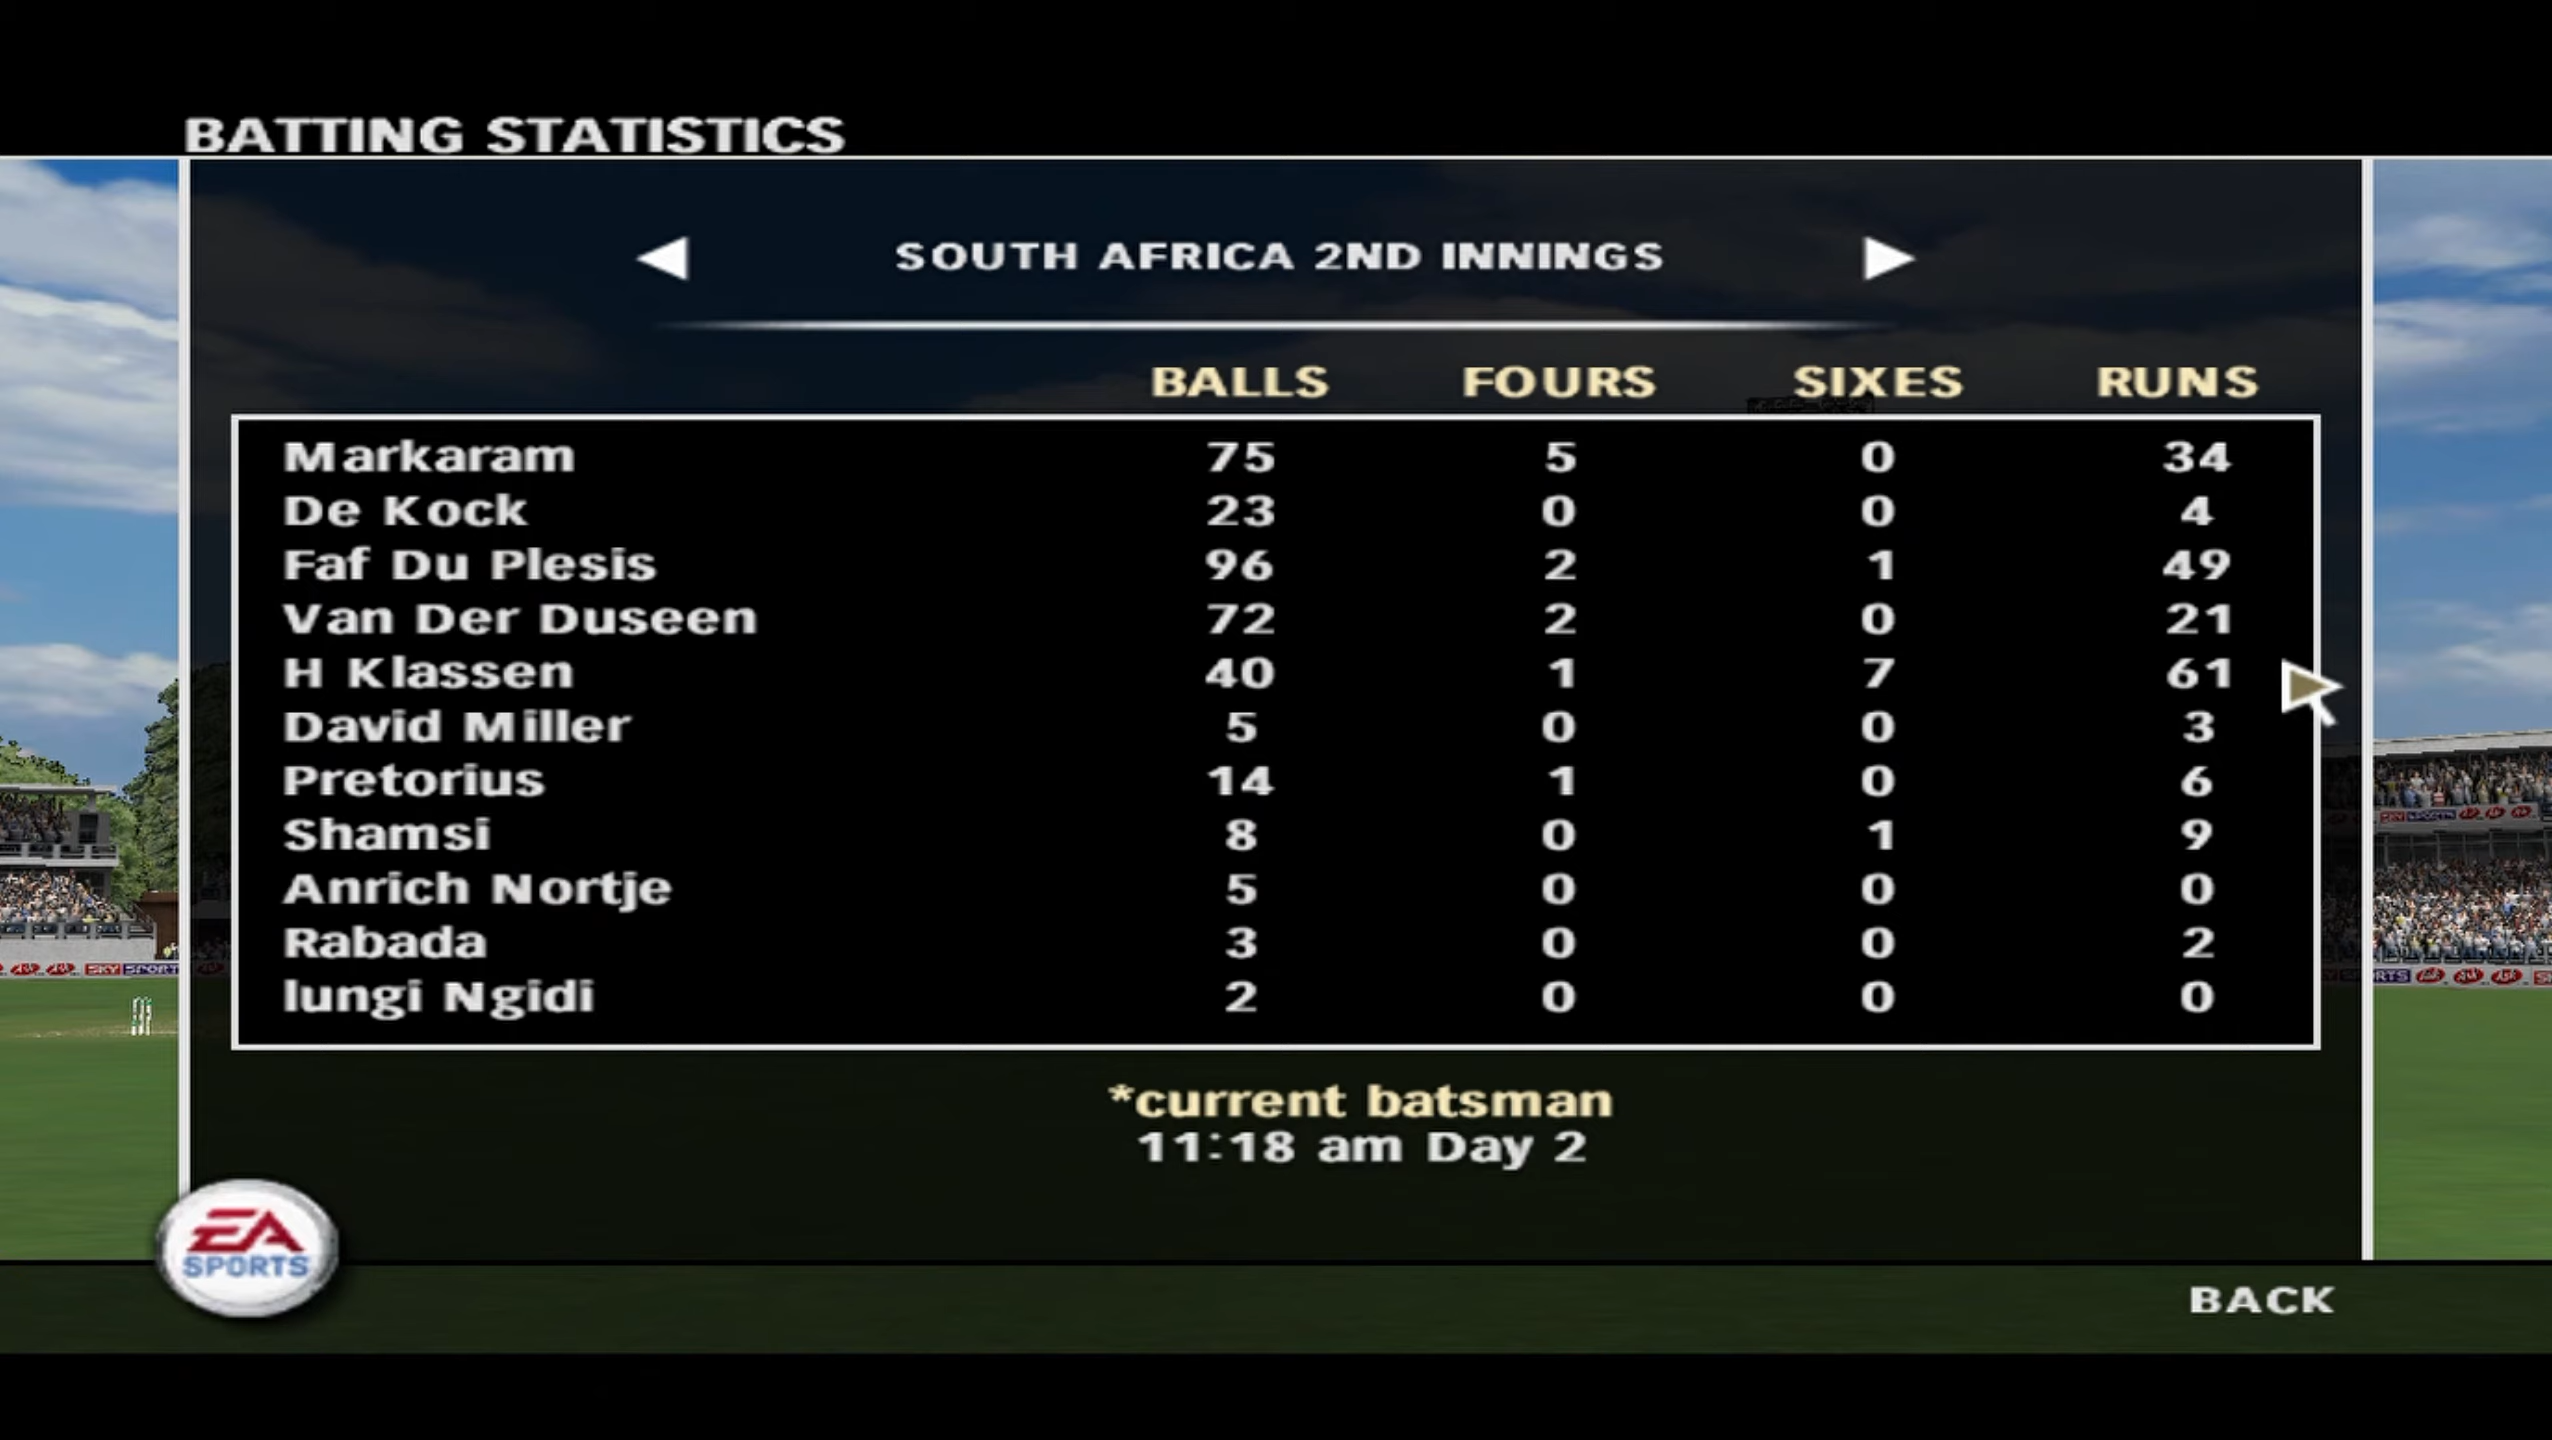 BATTING STATISTICS
SOUTH AFRICA 2ND INNINGS
BALLS FOURS SIXES RUNS
Markaram 75 5 0 34
De Kock 23 0 0 4
Faf Du Plesis 96 2 1 49
Van Der Duseen 72 2 0 21
H Klassen 40 1 7 61
David Miller 5 0 0 3
Pretorius 14 1 0 6
Shamsi 8 0 1 9
Anrich Nortje 5 0 0 0
Rabada 3 0 0 2
lungi Ngidi 2 0 0 0
*current batsman
11:18 am Day 2
EA
SPORTS
BACK
SKY SPORT